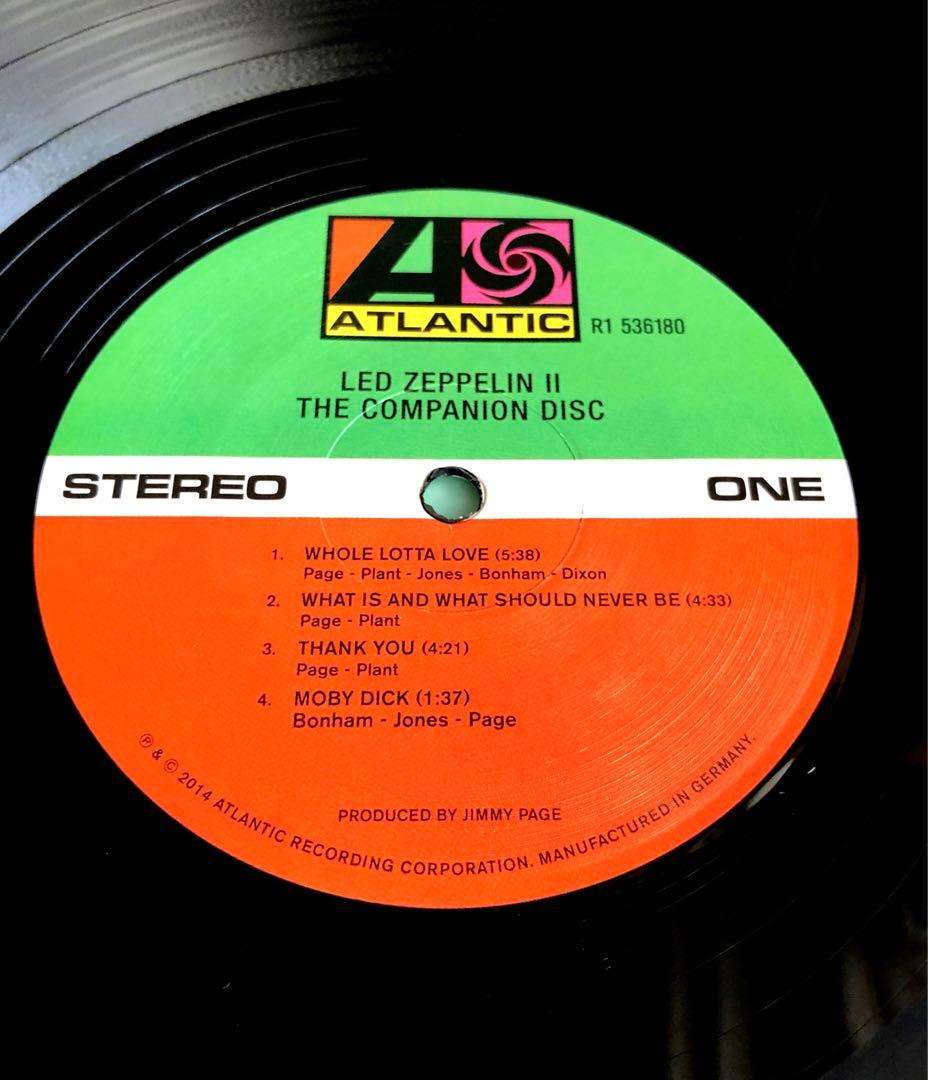 ATLANTIC
R1 536180
LED ZEPPELIN II
THE COMPANION DISC
STEREO
ONE
1. WHOLE LOTTA LOVE (5:38)
Page - Plant - Jones - Bonham - Dixon
2. WHAT IS AND WHAT SHOULD NEVER BE (4:33)
Page - Plant
3. THANK YOU (4:21)
Page - Plant
4. MOBY DICK (1:37)
Bonham - Jones - Page
PRODUCED BY JIMMY PAGE
℗ & © 2014 ATLANTIC RECORDING CORPORATION. MANUFACTURED IN GERMANY.